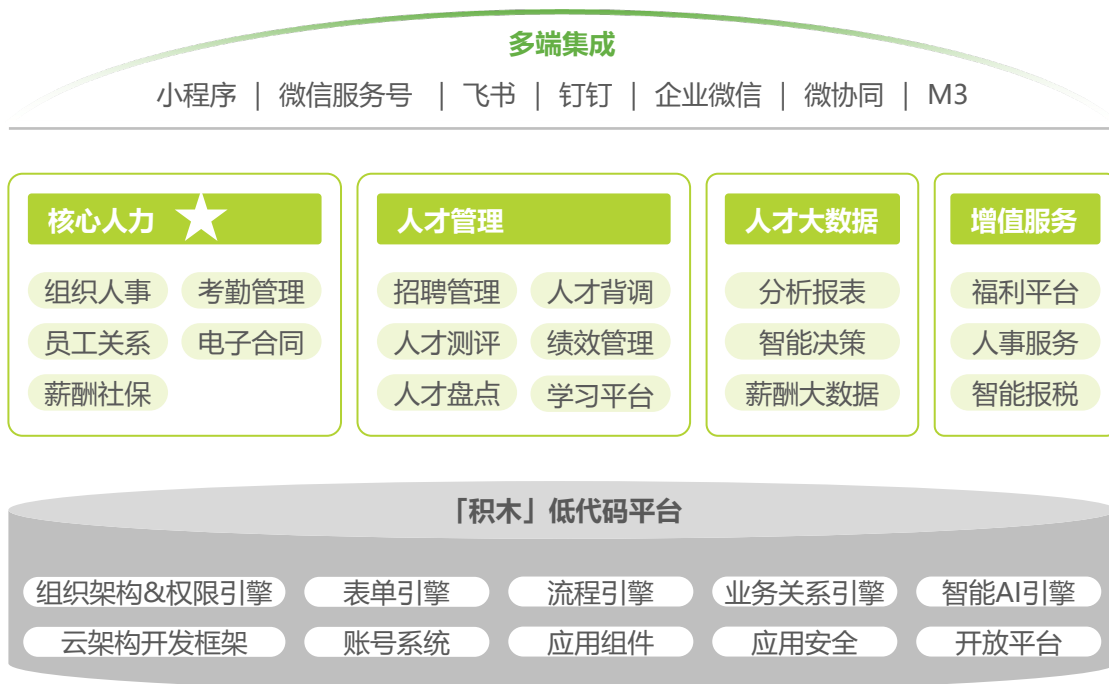 多端集成
小程序 | 微信服务号 | 飞书 | 钉钉 | 企业微信 | 微协同 | M3
核心人力
组织人事 考勤管理
员工关系 电子合同
薪酬社保
人才管理
招聘管理 人才背调
人才测评 绩效管理
人才盘点 学习平台
人才大数据
分析报表
智能决策
薪酬大数据
增值服务
福利平台
人事服务
智能报税
「积木」低代码平台
组织架构&权限引擎 表单引擎 流程引擎 业务关系引擎 智能AI引擎
云架构开发框架 账号系统 应用组件 应用安全 开放平台